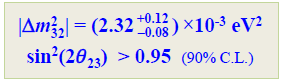 |Δm²₃₂| = (2.32 +0.12 −0.08) ×10⁻³ eV²
sin²(2θ₂₃) > 0.95 (90% C.L.)